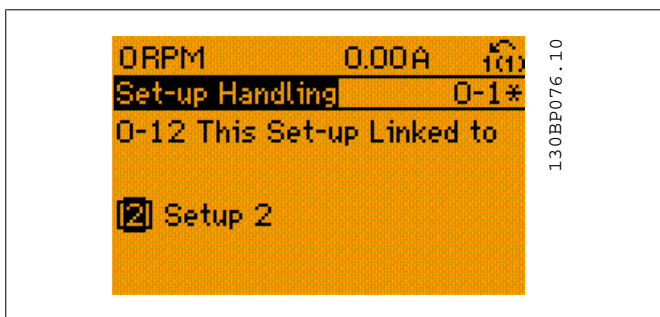 0RPM 0.00A 1(1)
Set-up Handling 0-1*
0-12 This Set-up Linked to
[2] Setup 2
130BP076.10